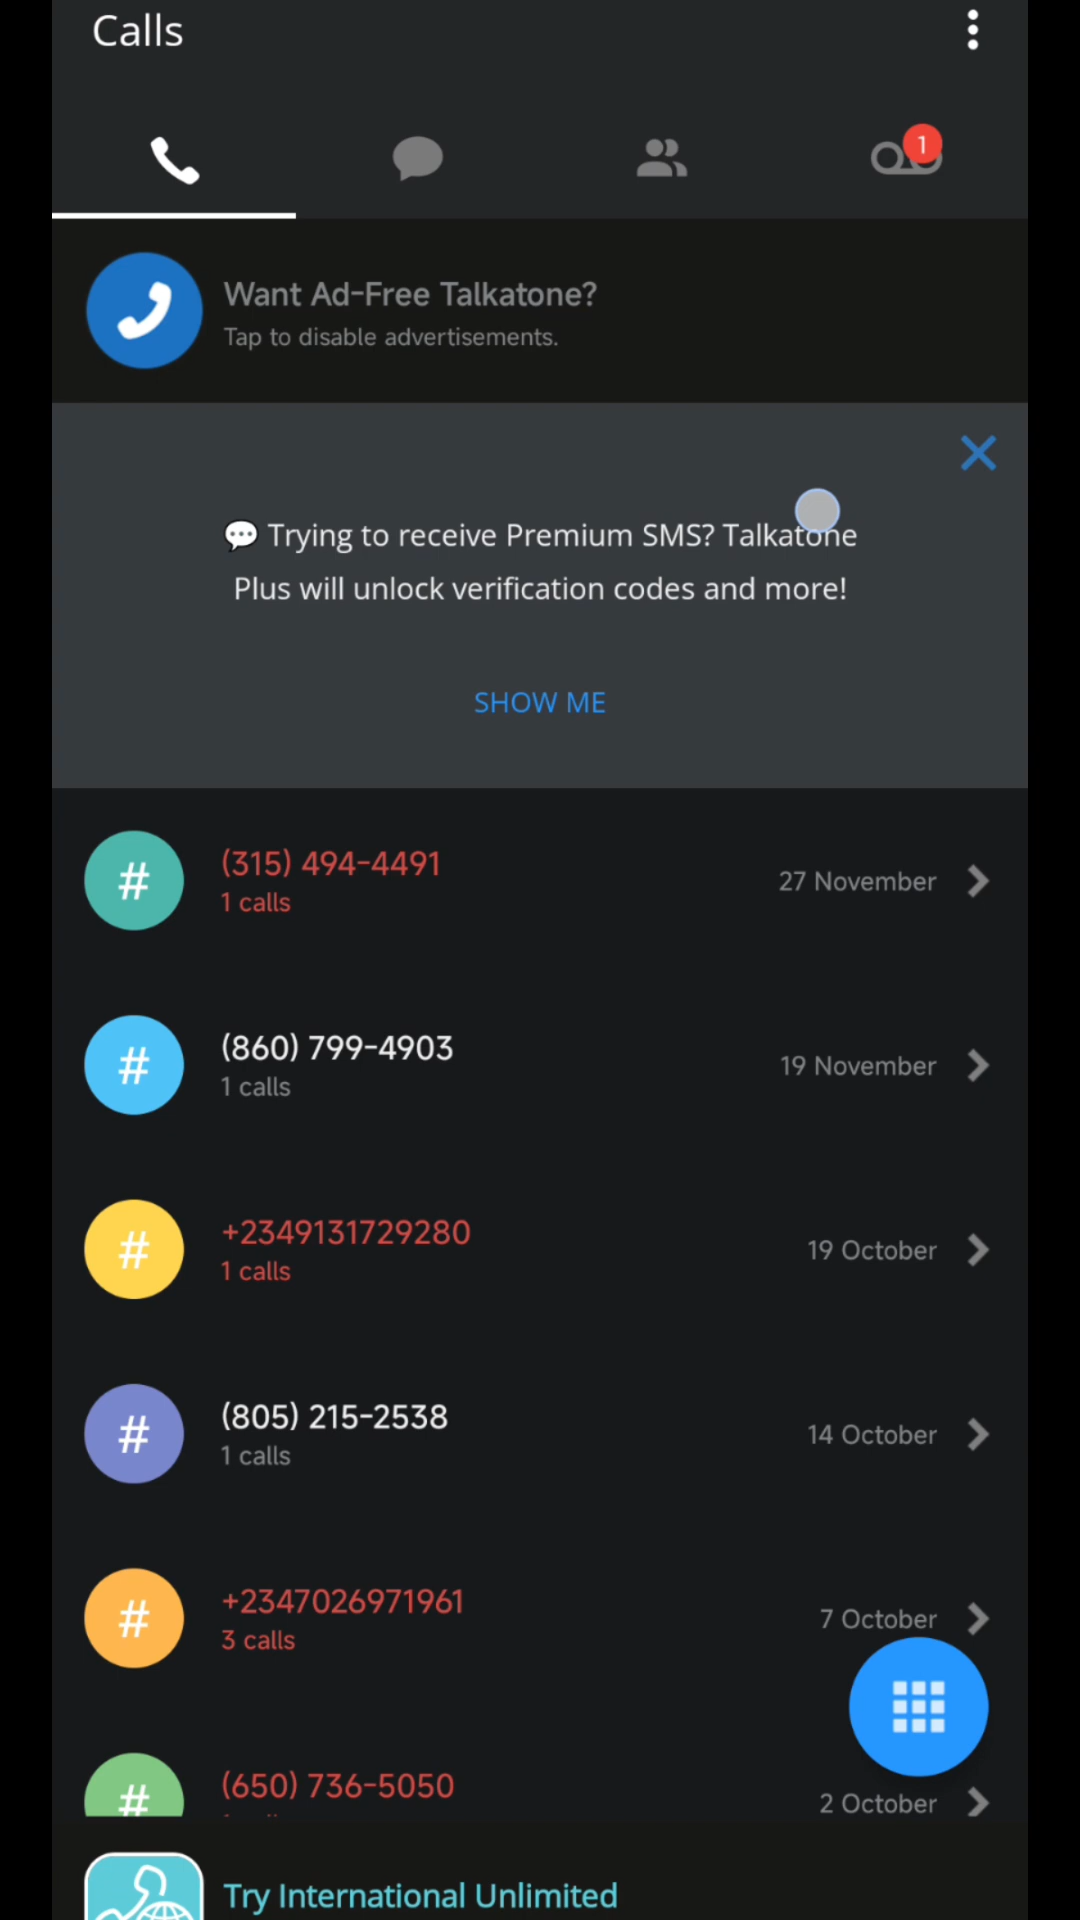 Calls
1
Want Ad-Free Talkatone?
Tap to disable advertisements.
💬 Trying to receive Premium SMS? Talkatone
Plus will unlock verification codes and more!
SHOW ME
# (315) 494-4491
1 calls
27 November
# (860) 799-4903
1 calls
19 November
# +2349131729280
1 calls
19 October
# (805) 215-2538
1 calls
14 October
# +2347026971961
3 calls
7 October
# (650) 736-5050
2 October
Try International Unlimited